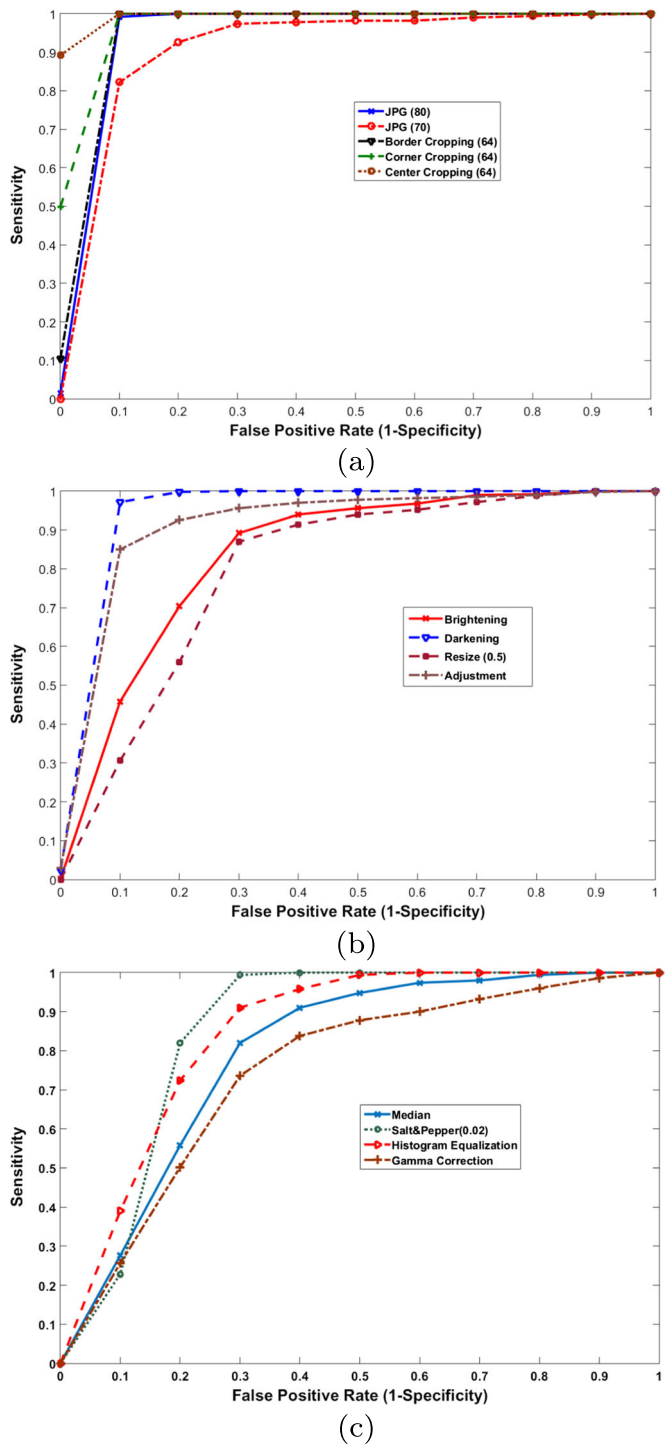 1
0.9
0.8
0.7
0.6
0.5
0.4
0.3
0.2
0.1
0
Sensitivity
JPG (80)
JPG (70)
Border Cropping (64)
Corner Cropping (64)
Center Cropping (64)
0 0.1 0.2 0.3 0.4 0.5 0.6 0.7 0.8 0.9 1
False Positive Rate (1-Specificity)
(a)
1
0.9
0.8
0.7
0.6
0.5
0.4
0.3
0.2
0.1
0
Sensitivity
Brightening
Darkening
Resize (0.5)
Adjustment
0 0.1 0.2 0.3 0.4 0.5 0.6 0.7 0.8 0.9 1
False Positive Rate (1-Specificity)
(b)
1
0.9
0.8
0.7
0.6
0.5
0.4
0.3
0.2
0.1
0
Sensitivity
Median
Salt&Pepper(0.02)
Histogram Equalization
Gamma Correction
0 0.1 0.2 0.3 0.4 0.5 0.6 0.7 0.8 0.9 1
False Positive Rate (1-Specificity)
(c)